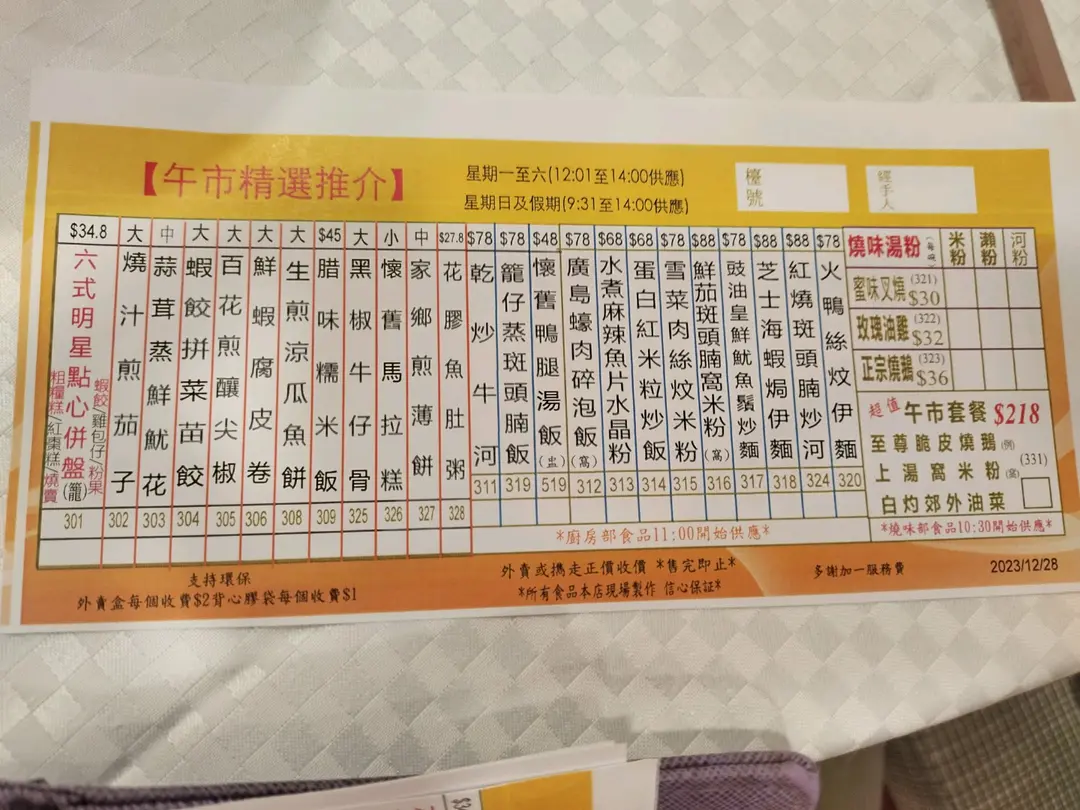 【午市精選推介】
星期一至六(12:01至14:00供應)
星期日及假期(9:31至14:00供應)
檯號
經手人
$34.8 六式明星點心併盤(籠) 蝦餃/雞包仔/粉果 粗糧糕/紅棗糕/燒賣 301
大 燒汁煎茄子 302
中 蒜茸蒸鮮魷花 303
大 蝦餃拼菜苗餃 304
大 百花煎釀尖椒 305
大 鮮蝦腐皮卷 306
大 生煎涼瓜魚餅 308
$45 腊味糯米飯 309
大 黑椒牛仔骨 325
小 懷舊馬拉糕 326
中 家鄉煎薄餅 327
$27.8 花膠魚肚粥 328
$78 乾炒牛河 311
$78 籠仔蒸斑頭腩飯 319
$48 懷舊鴨腿湯飯(盅) 519
$78 廣島蠔肉碎泡飯(窩) 312
$68 水煮麻辣魚片水晶粉 313
$68 蛋白紅米粒炒飯 314
$78 雪菜肉絲炆米粉 315
$88 鮮茄斑頭腩窩米粉(窩) 316
$78 豉油皇鮮魷魚鬚炒麵 317
$88 芝士海蝦焗伊麵 318
$88 紅燒斑頭腩炒河 324
$78 火鴨絲炆伊麵 320
*廚房部食品11:00開始供應*
燒味湯粉(每碗) 米粉 瀨粉 河粉
蜜味叉燒(321) $30
玫瑰油雞(322) $32
正宗燒鵝(323) $36
超值 午市套餐 $218
至尊脆皮燒鵝(例)
上湯窩米粉(窩) (331)
白灼郊外油菜
*燒味部食品10:30開始供應*
支持環保
外賣盒每個收費$2背心膠袋每個收費$1
外賣或携走正價收價 *售完即止*
*所有食品本店現場製作 信心保証*
多謝加一服務費
2023/12/28